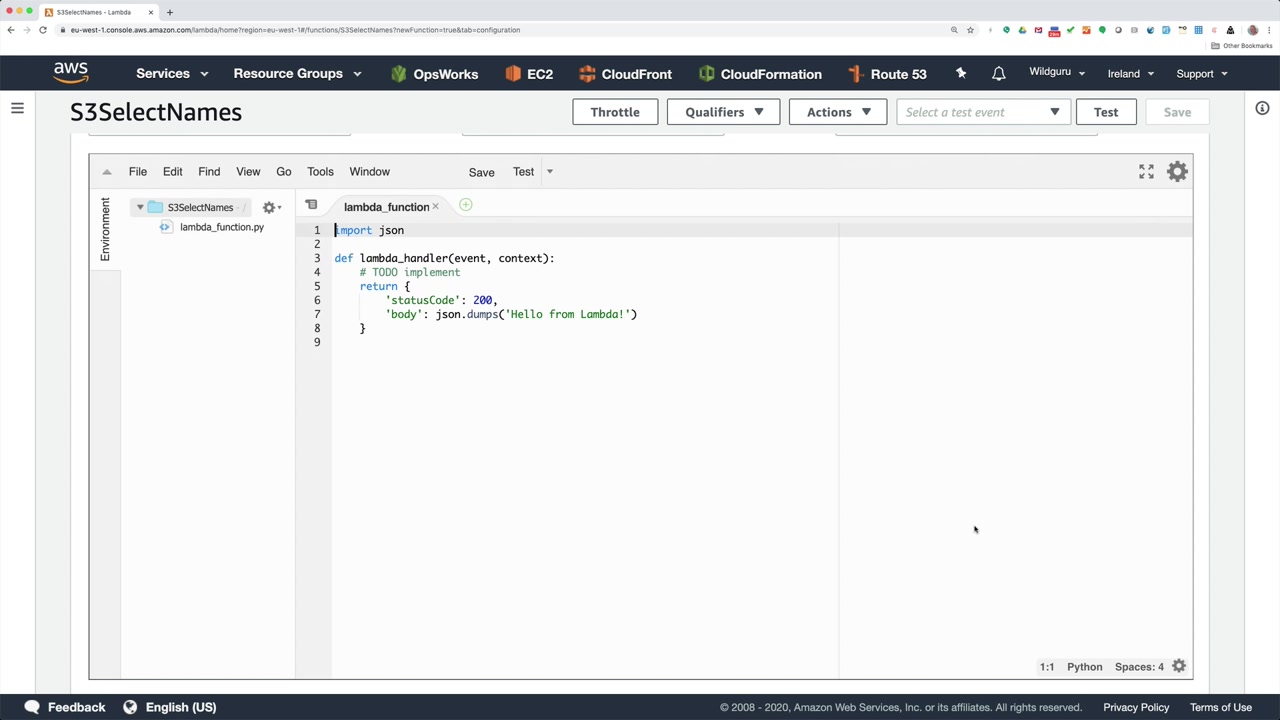 S3SelectNames - Lambda
eu-west-1.console.aws.amazon.com/lambda/home?region=eu-west-1#/functions/S3SelectNames?newFunction=true&tab=configuration
Other Bookmarks
aws Services Resource Groups OpsWorks EC2 CloudFront CloudFormation Route 53 Wildguru Ireland Support
S3SelectNames Throttle Qualifiers Actions Select a test event Test Save
File Edit Find View Go Tools Window Save Test
Environment
S3SelectNames /
lambda_function.py
lambda_function
1 import json
2
3 def lambda_handler(event, context):
4 # TODO implement
5 return {
6 'statusCode': 200,
7 'body': json.dumps('Hello from Lambda!')
8 }
9
1:1 Python Spaces: 4
Feedback English (US) © 2008 - 2020, Amazon Web Services, Inc. or its affiliates. All rights reserved. Privacy Policy Terms of Use